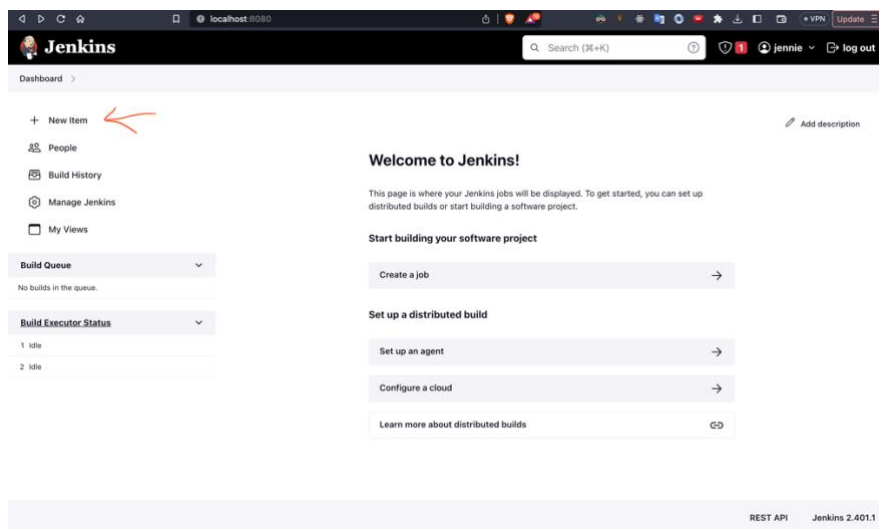 localhost:8080
VPN
Update
Jenkins
Search (⌘+K)
1
jennie
log out
Dashboard
New Item
Add description
People
Build History
Manage Jenkins
My Views
Welcome to Jenkins!
This page is where your Jenkins jobs will be displayed. To get started, you can set up
distributed builds or start building a software project.
Start building your software project
Create a job
Set up a distributed build
Set up an agent
Configure a cloud
Learn more about distributed builds
Build Queue
No builds in the queue.
Build Executor Status
1 Idle
2 Idle
REST API
Jenkins 2.401.1